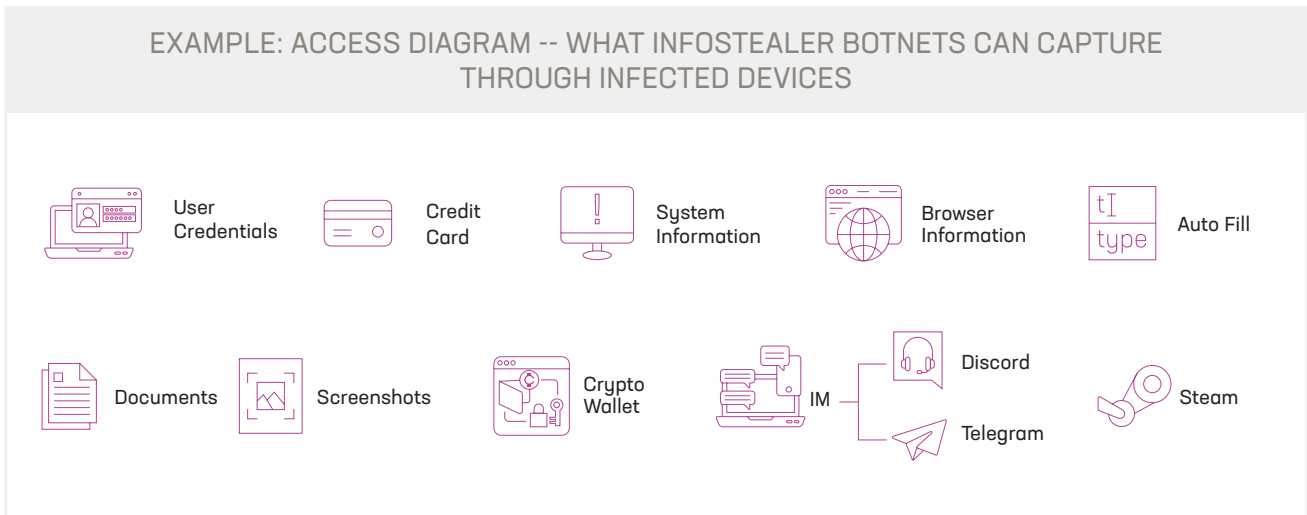 EXAMPLE: ACCESS DIAGRAM -- WHAT INFOSTEALER BOTNETS CAN CAPTURE
THROUGH INFECTED DEVICES
User
Credentials
Credit
Card
System
Information
Browser
Information
tI
type
Auto Fill
Documents
Screenshots
Crypto
Wallet
IM
Discord
Telegram
Steam